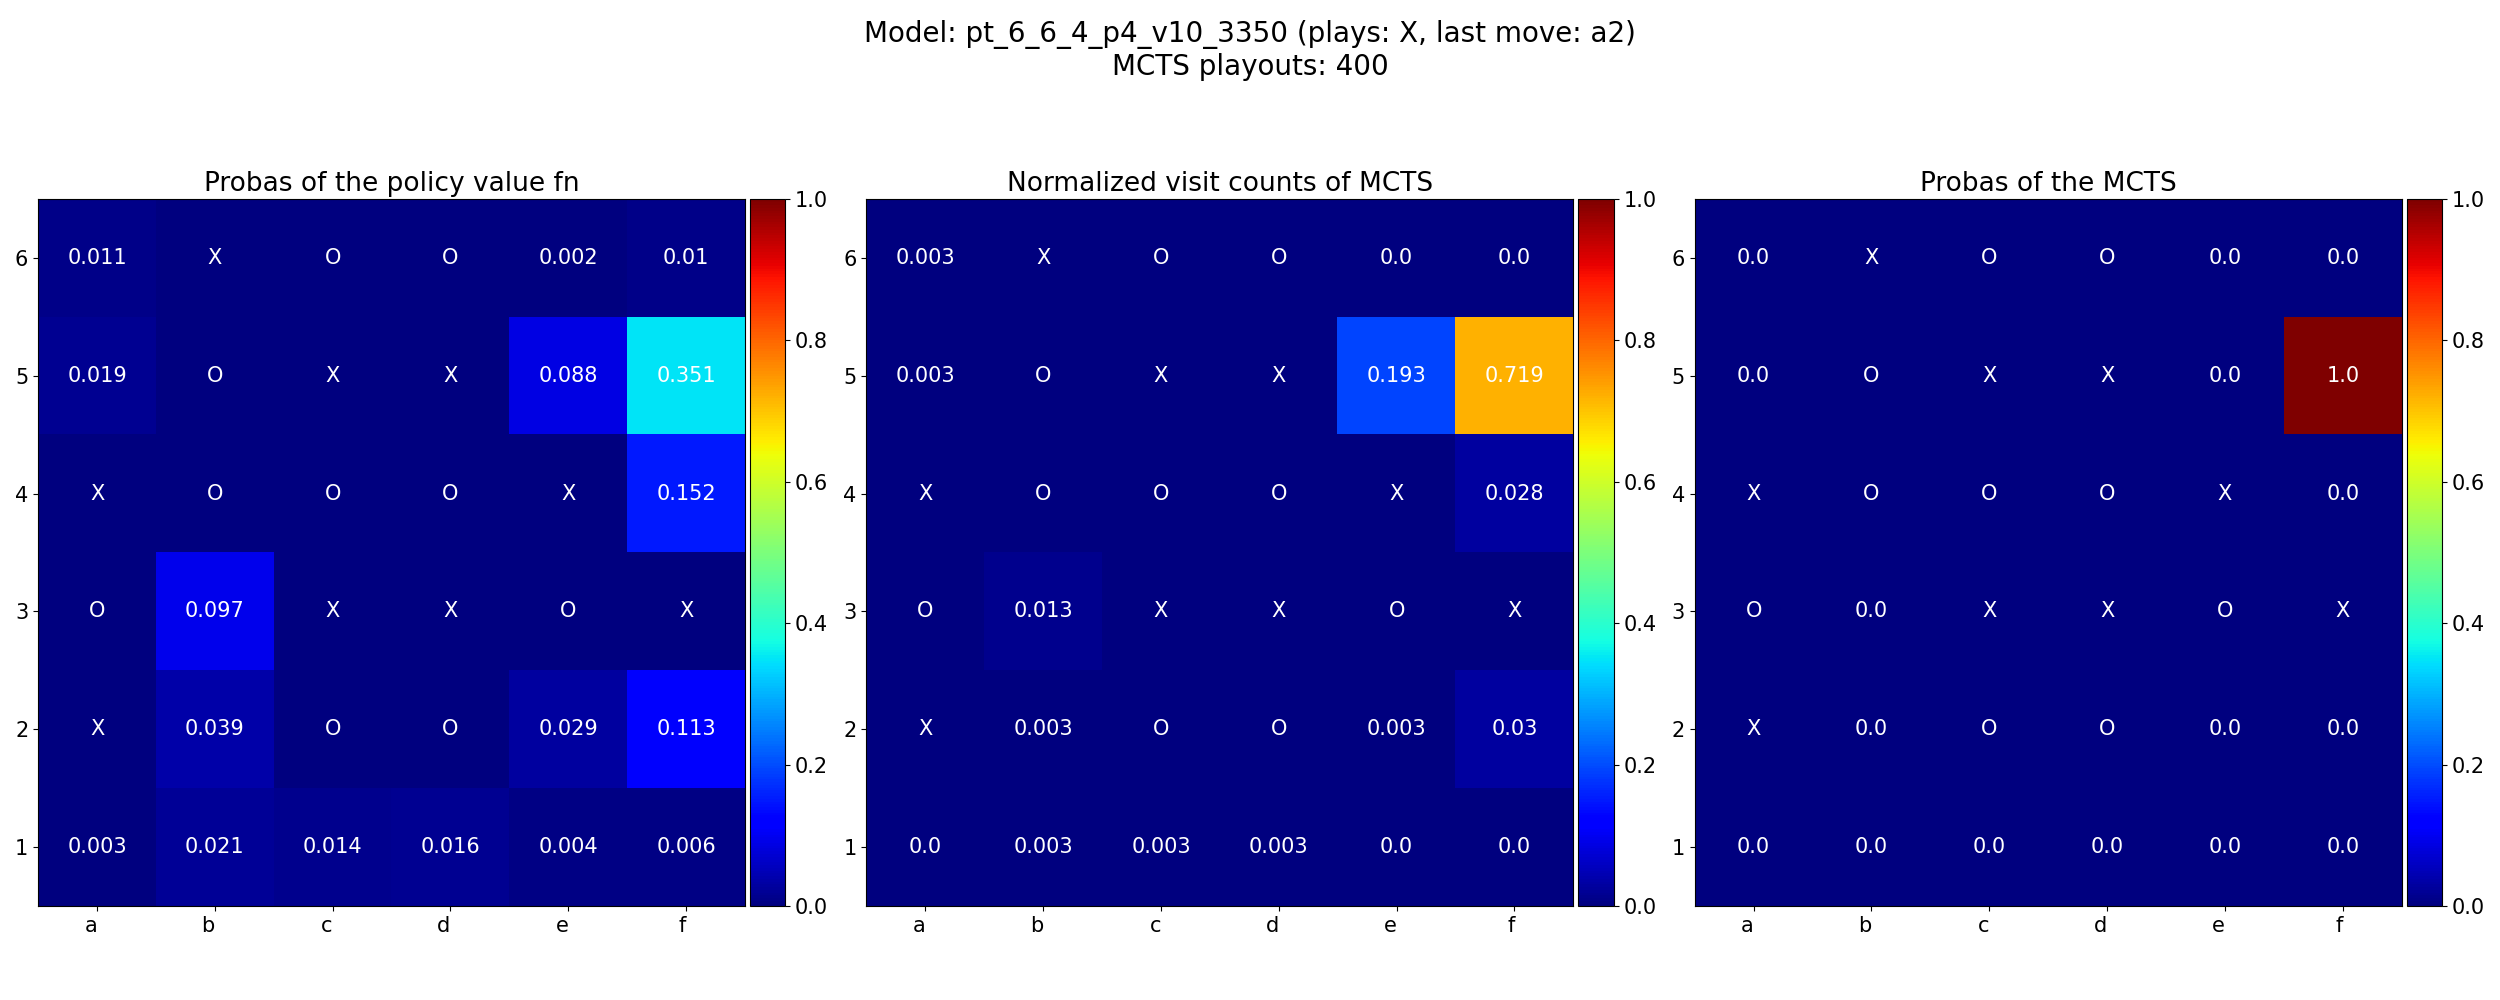 Model: pt_6_6_4_p4_v10_3350 (plays: X, last move: a2)
MCTS playouts: 400
Probas of the policy value fn
6 0.011 X O O 0.002 0.01
5 0.019 O X X 0.088 0.351
4 X O O O X 0.152
3 O 0.097 X X O X
2 X 0.039 O O 0.029 0.113
1 0.003 0.021 0.014 0.016 0.004 0.006
a b c d e f
1.0
0.8
0.6
0.4
0.2
0.0
Normalized visit counts of MCTS
6 0.003 X O O 0.0 0.0
5 0.003 O X X 0.193 0.719
4 X O O O X 0.028
3 O 0.013 X X O X
2 X 0.003 O O 0.003 0.03
1 0.0 0.003 0.003 0.003 0.0 0.0
a b c d e f
1.0
0.8
0.6
0.4
0.2
0.0
Probas of the MCTS
6 0.0 X O O 0.0 0.0
5 0.0 O X X 0.0 1.0
4 X O O O X 0.0
3 O 0.0 X X O X
2 X 0.0 O O 0.0 0.0
1 0.0 0.0 0.0 0.0 0.0 0.0
a b c d e f
1.0
0.8
0.6
0.4
0.2
0.0